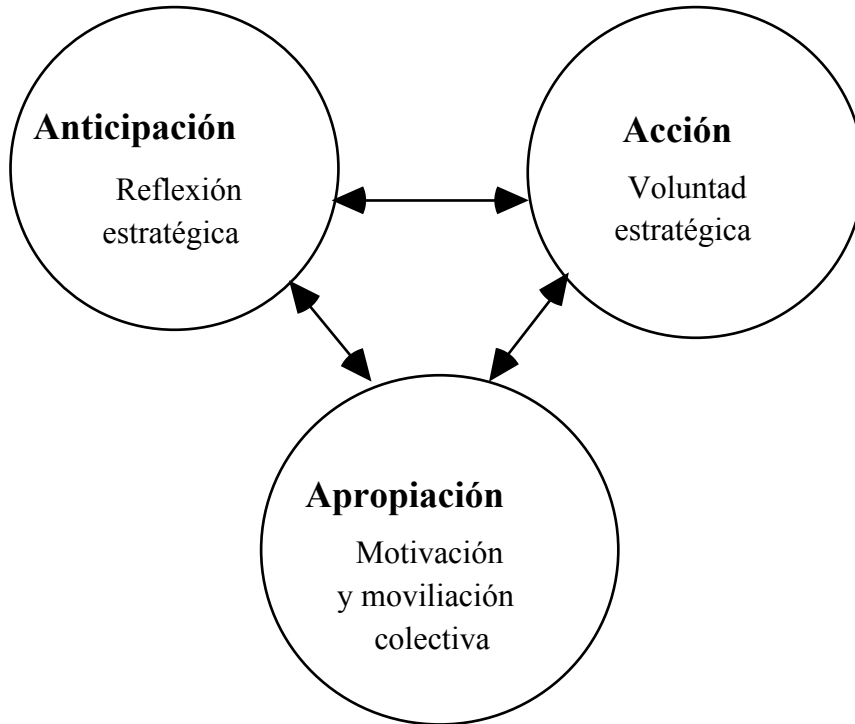 Anticipación
Reflexión
estratégica
Acción
Voluntad
estratégica
Apropiación
Motivación
y moviliación
colectiva